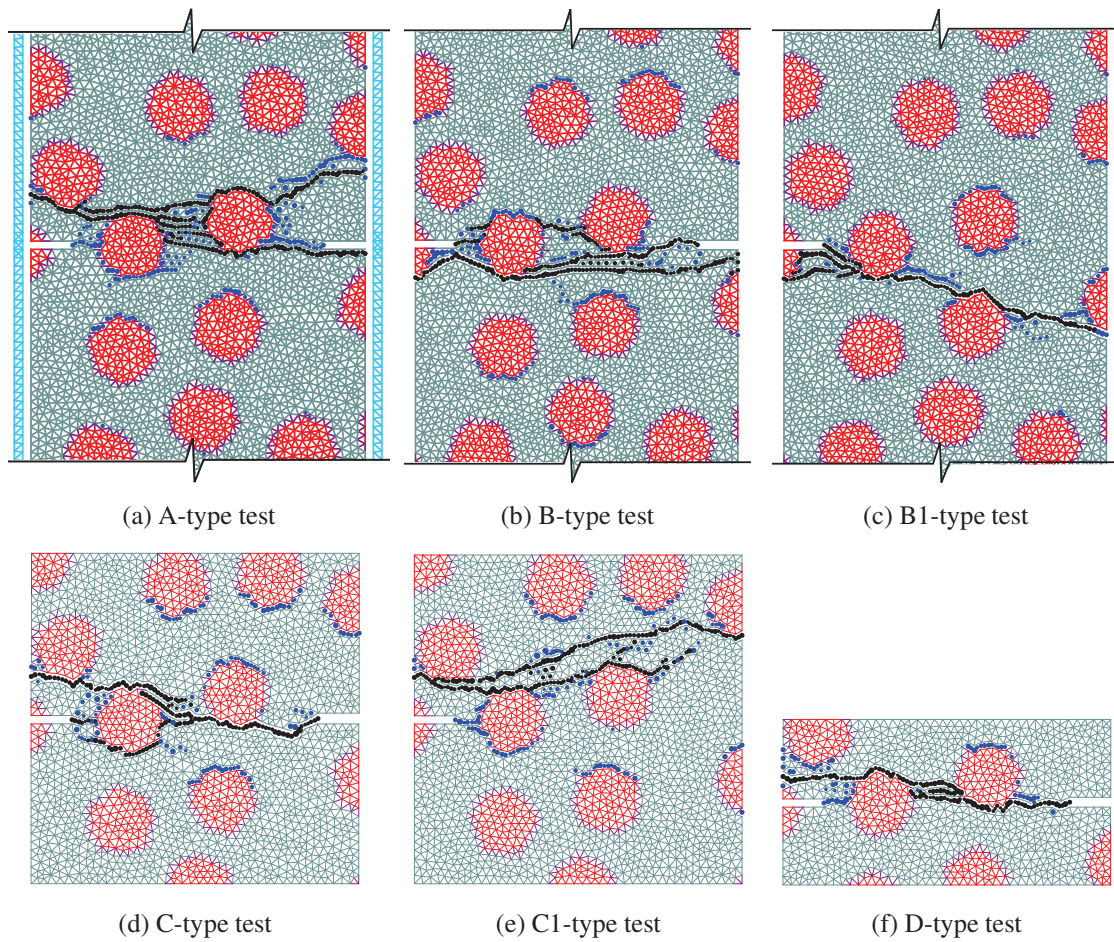 (a) A-type test
(b) B-type test
(c) B1-type test
(d) C-type test
(e) C1-type test
(f) D-type test